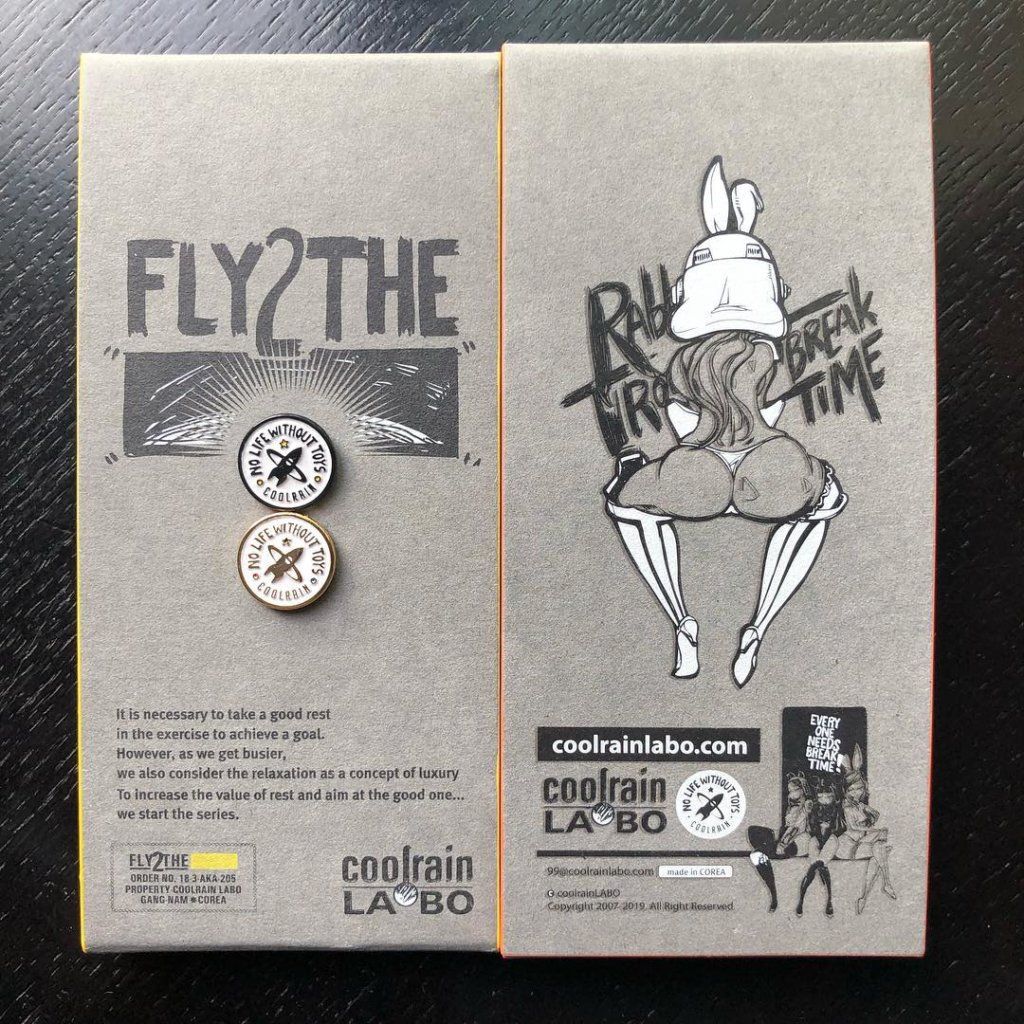 FLY2THE
NO LIFE WITHOUT TOYS
COOLRAIN
NO LIFE WITHOUT TOYS
COOLRAIN
It is necessary to take a good rest
in the exercise to achieve a goal.
However, as we get busier,
we also consider the relaxation as a concept of luxury
To increase the value of rest and aim at the good one...
we start the series.
FLY2THE
ORDER NO. 18-3-AKA-205
PROPERTY COOLRAIN LABO
GANG-NAM COREA
coolrain
LABO
BREAK
TIME
coolrainlabo.com
coolrain
LABO
NO LIFE WITHOUT TOYS
COOLRAIN
EVERY
ONE
NEEDS
BREAK
TIME!
99@coolrainlabo.com made in COREA
coolrainLABO
Copyright 2007-2019. All Right Reserved.